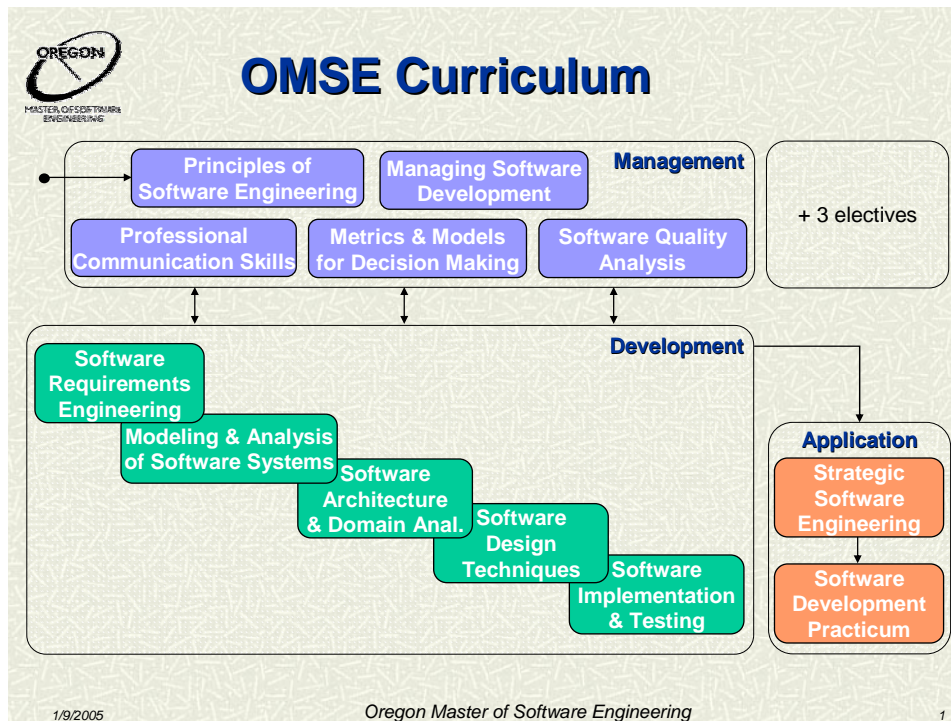 OREGON
MASTER OF SOFTWARE
ENGINEERING
OMSE Curriculum
Management
Principles of
Software Engineering
Managing Software
Development
Professional
Communication Skills
Metrics & Models
for Decision Making
Software Quality
Analysis
+ 3 electives
Development
Software
Requirements
Engineering
Modeling & Analysis
of Software Systems
Software
Architecture
& Domain Anal.
Software
Design
Techniques
Software
Implementation
& Testing
Application
Strategic
Software
Engineering
Software
Development
Practicum
1/9/2005
Oregon Master of Software Engineering
1